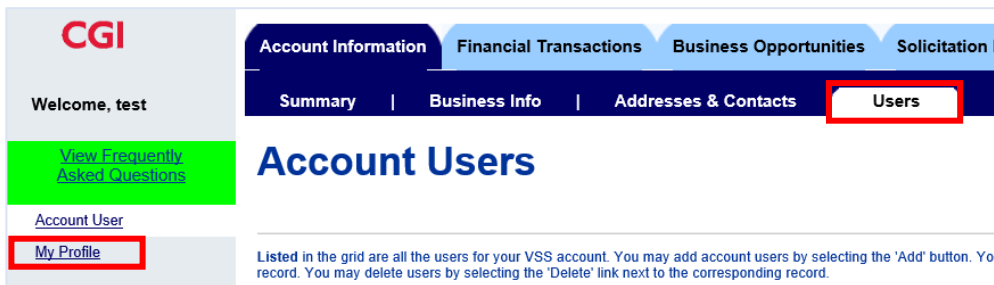 CGI
Account Information Financial Transactions Business Opportunities Solicitation
Welcome, test
Summary | Business Info | Addresses & Contacts Users
View Frequently
Asked Questions
Account Users
Account User
My Profile
Listed in the grid are all the users for your VSS account. You may add account users by selecting the 'Add' button. Yo
record. You may delete users by selecting the 'Delete' link next to the corresponding record.